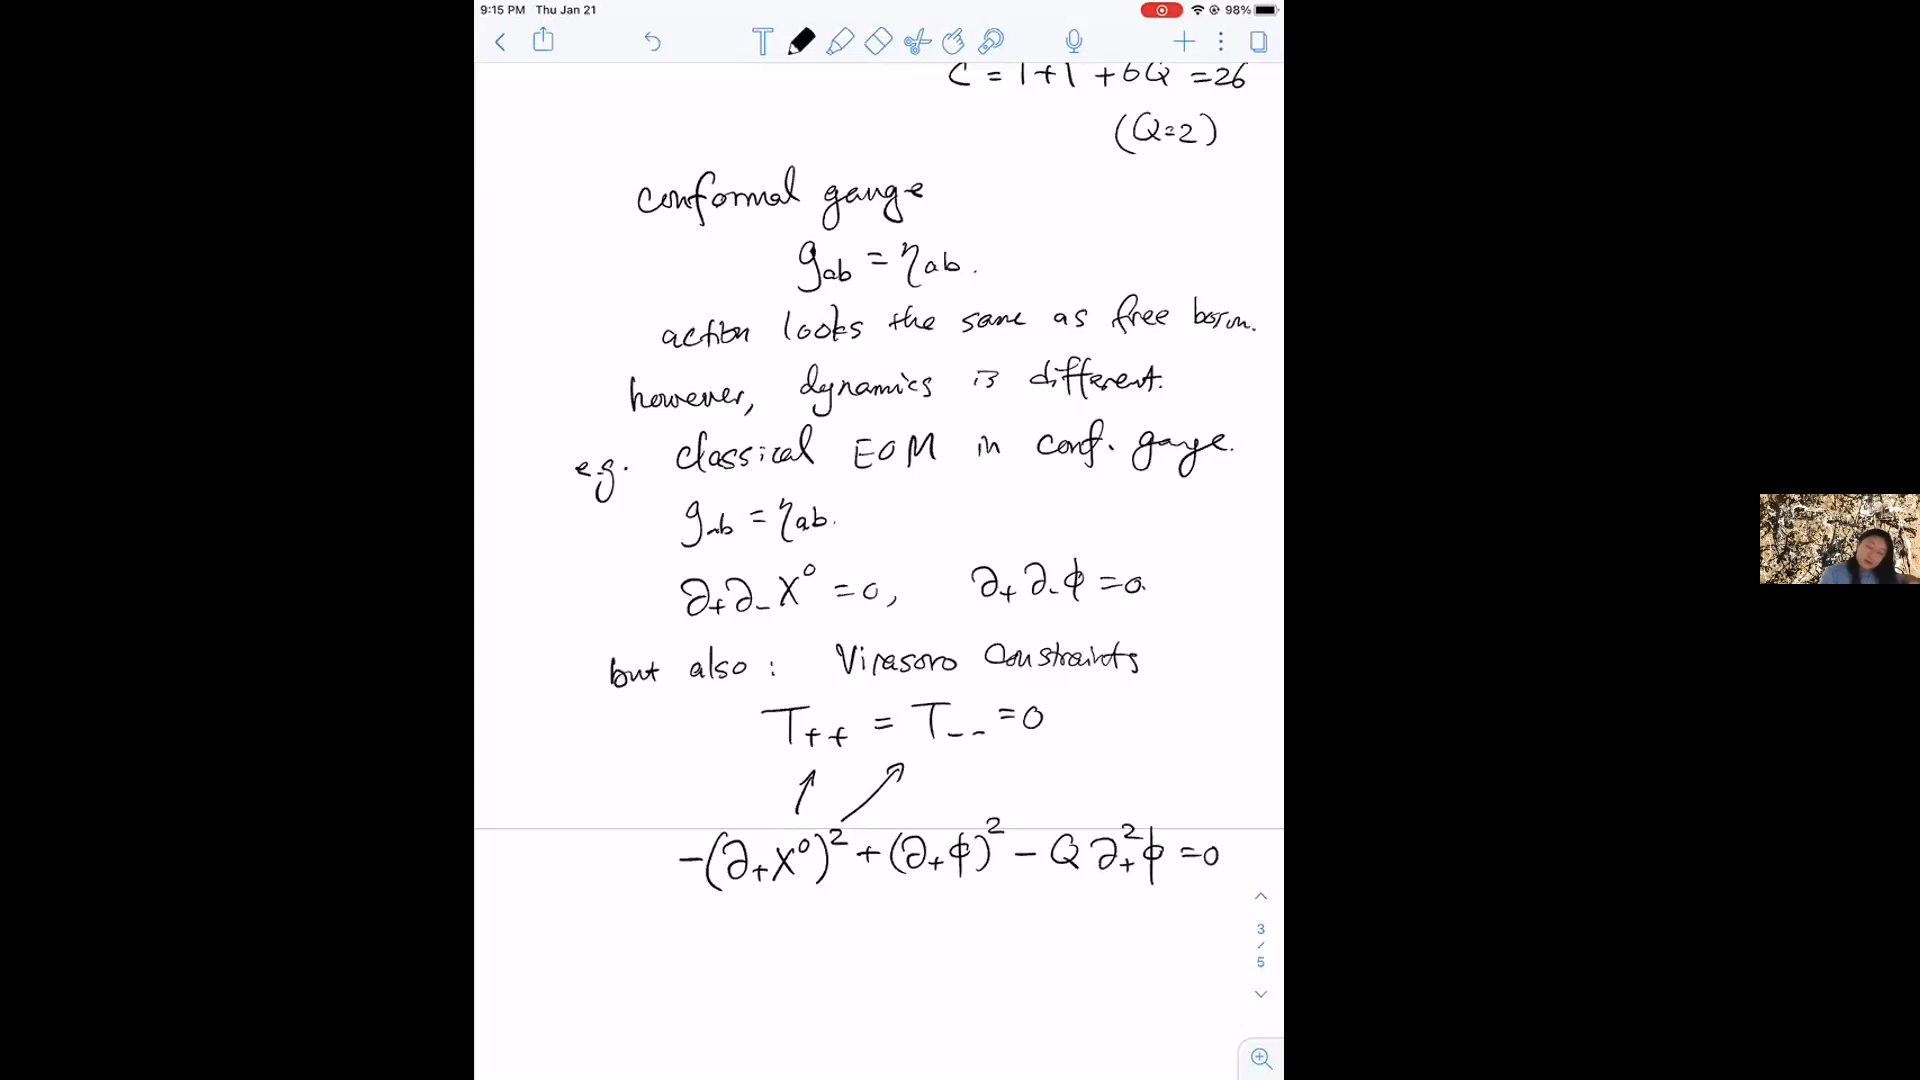 9:15 PM Thu Jan 21
98%
C = 1+1 + 6Q = 26
(Q=2)
conformal gauge
g_ab = η_ab.
action looks the same as free boson.
however, dynamics is different.
e.g. classical EOM in conf. gauge.
g_ab = η_ab.
∂₊∂₋X⁰ = 0, ∂₊∂₋ϕ = 0.
but also : Virasoro Constraints
T₊₊ = T₋₋ = 0
-(∂₊X⁰)² + (∂₊ϕ)² - Q ∂₊²ϕ = 0
3
/
5